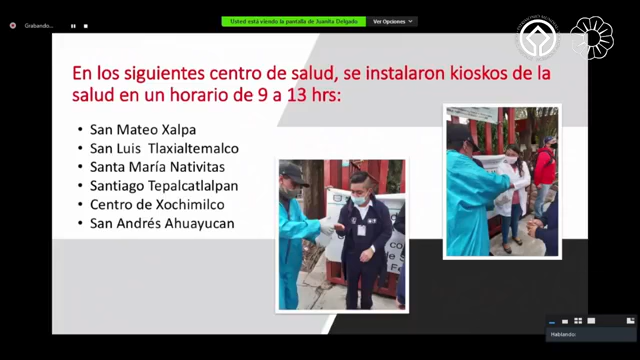 Grabando...
Usted está viendo la pantalla de Juanita Delgado
Ver Opciones
En los siguientes centro de salud, se instalaron kioskos de la
salud en un horario de 9 a 13 hrs:
• San Mateo Xalpa
• San Luis Tlaxialtemalco
• Santa María Nativitas
• Santiago Tepalcatlalpan
• Centro de Xochimilco
• San Andrés Ahuayucan
Hablando: